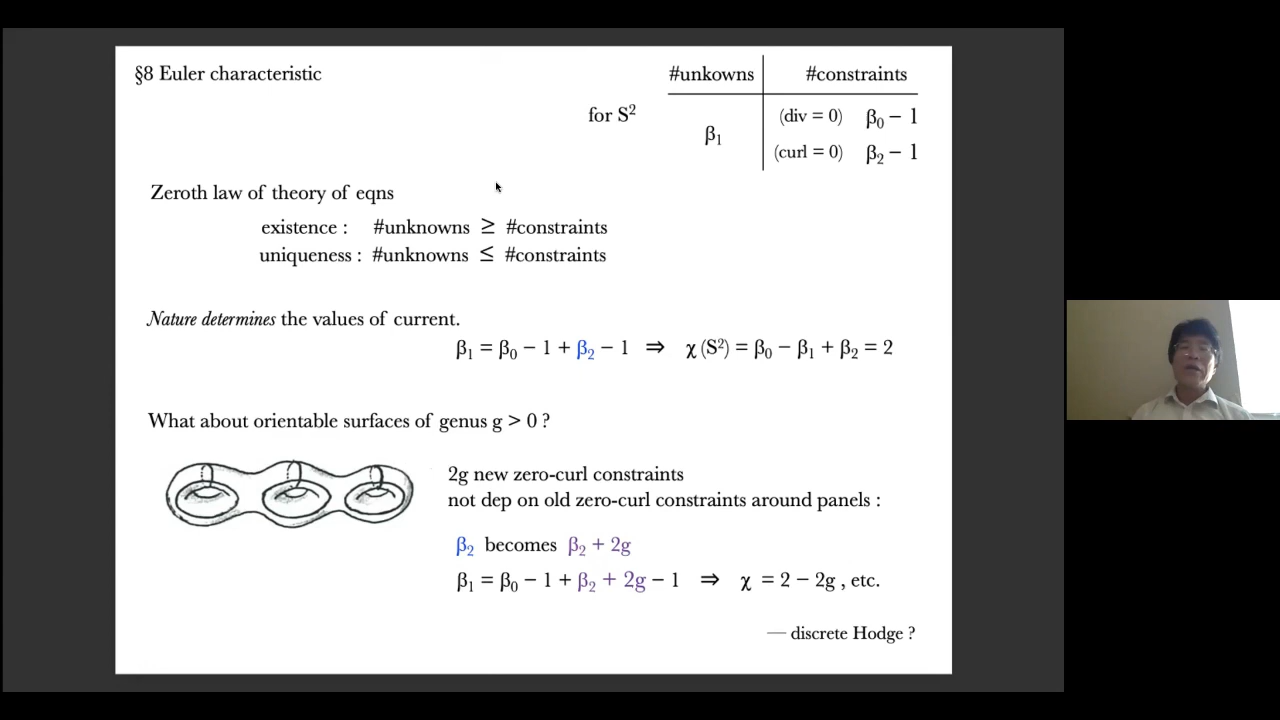 §8 Euler characteristic
#unkowns #constraints
for S²
β₁
(div = 0) β₀ − 1
(curl = 0) β₂ − 1
Zeroth law of theory of eqns
existence : #unknowns ≥ #constraints
uniqueness : #unknowns ≤ #constraints
Nature determines the values of current.
β₁ = β₀ − 1 + β₂ − 1 ⇒ χ (S²) = β₀ − β₁ + β₂ = 2
What about orientable surfaces of genus g > 0 ?
2g new zero-curl constraints
not dep on old zero-curl constraints around panels :
β₂ becomes β₂ + 2g
β₁ = β₀ − 1 + β₂ + 2g − 1 ⇒ χ = 2 − 2g , etc.
— discrete Hodge ?